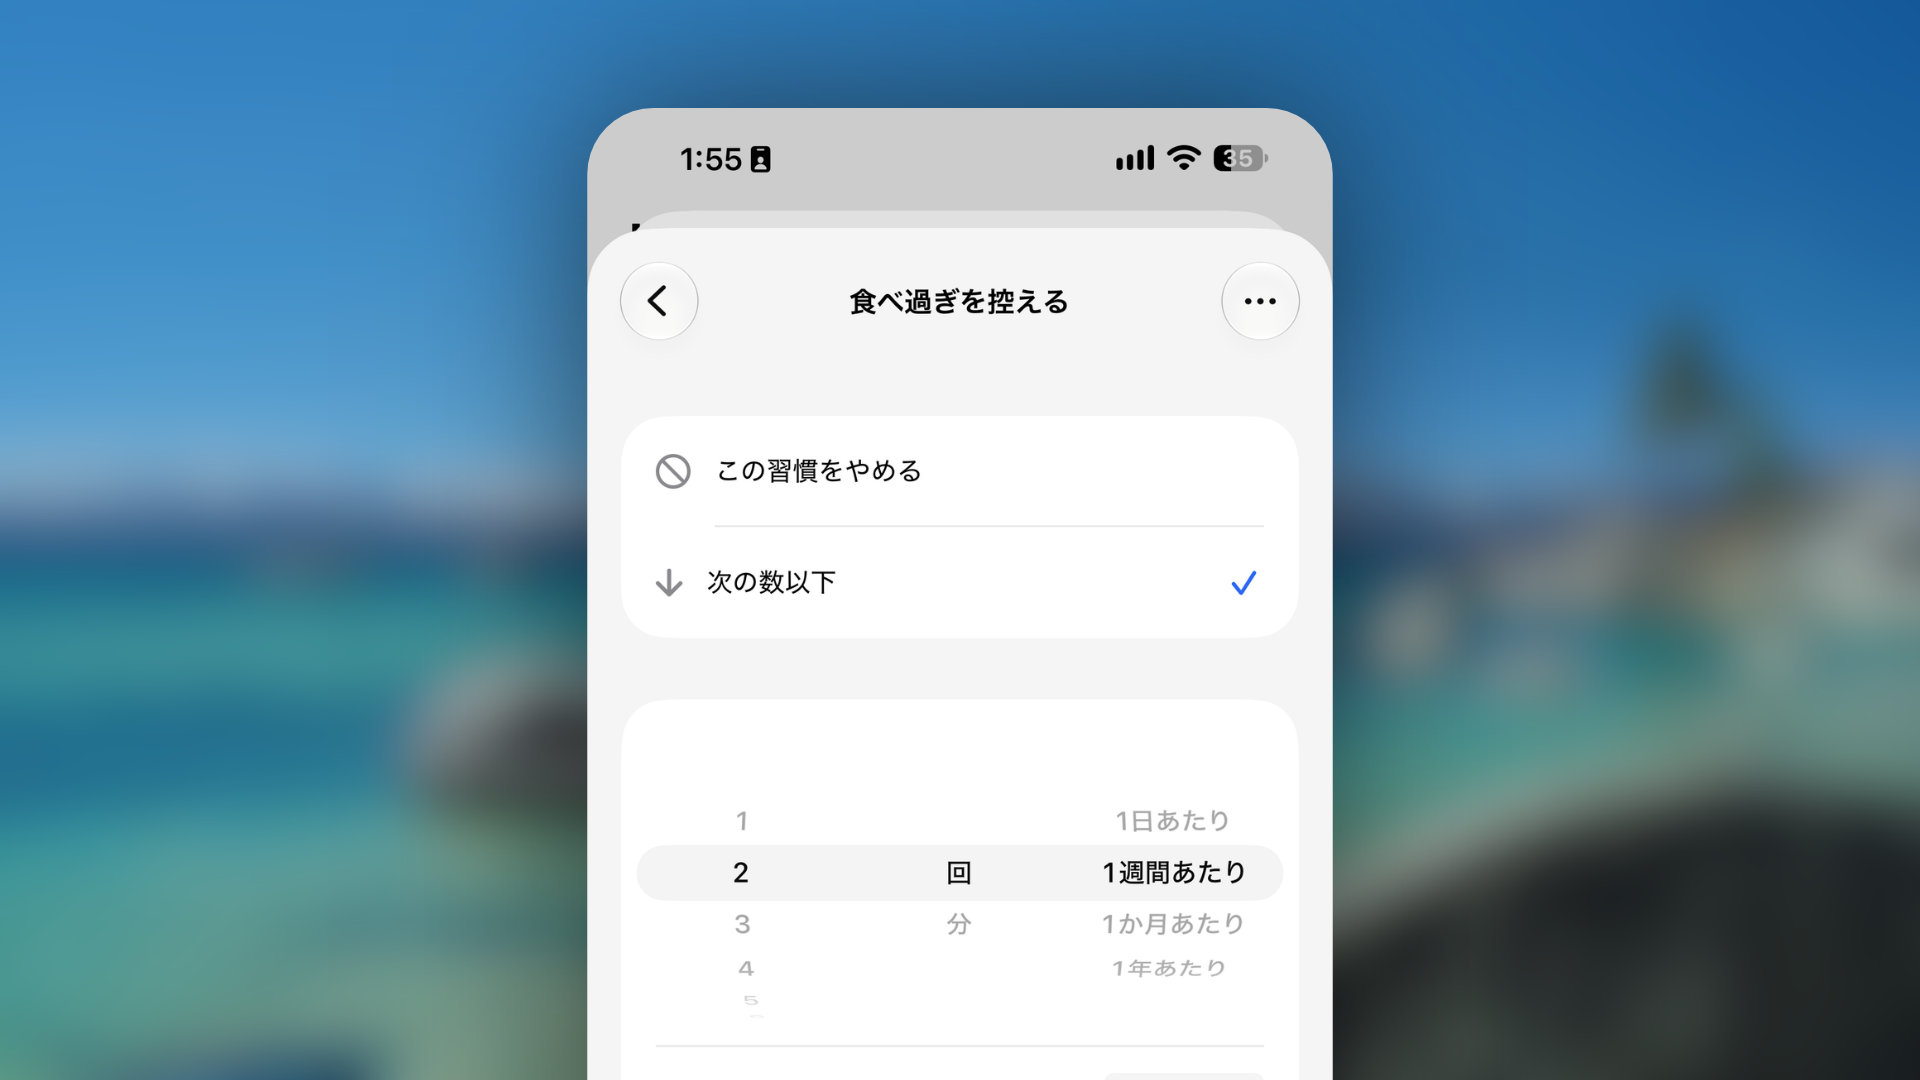 1:55
35
食べ過ぎを控える
この習慣をやめる
次の数以下
1 1日あたり
2 回 1週間あたり
3 分 1か月あたり
4 1年あたり
5